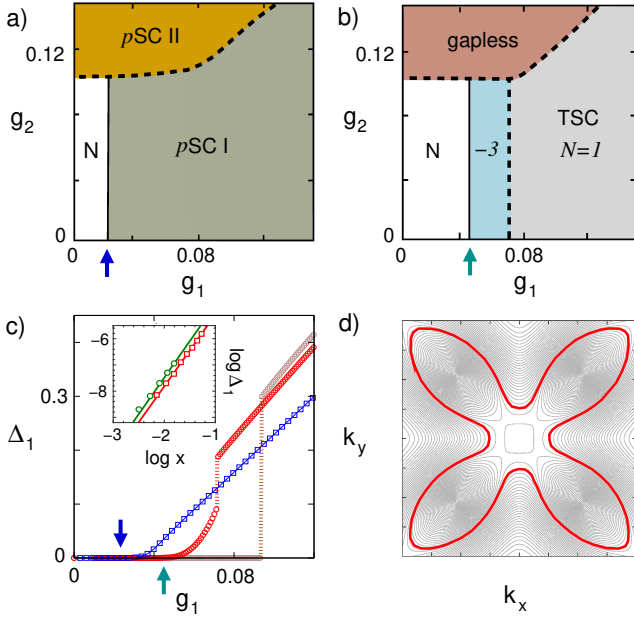 a)
pSC II
0.12
g2
N
pSC I
0
0
0.08
g1
b)
gapless
0.12
g2
N
−3
TSC
N=1
0
0
0.08
g1
c)
0.3
Δ1
0
0
0.08
g1
−6
−8
−3
−2
−1
log x
log Δ1
d)
ky
kx